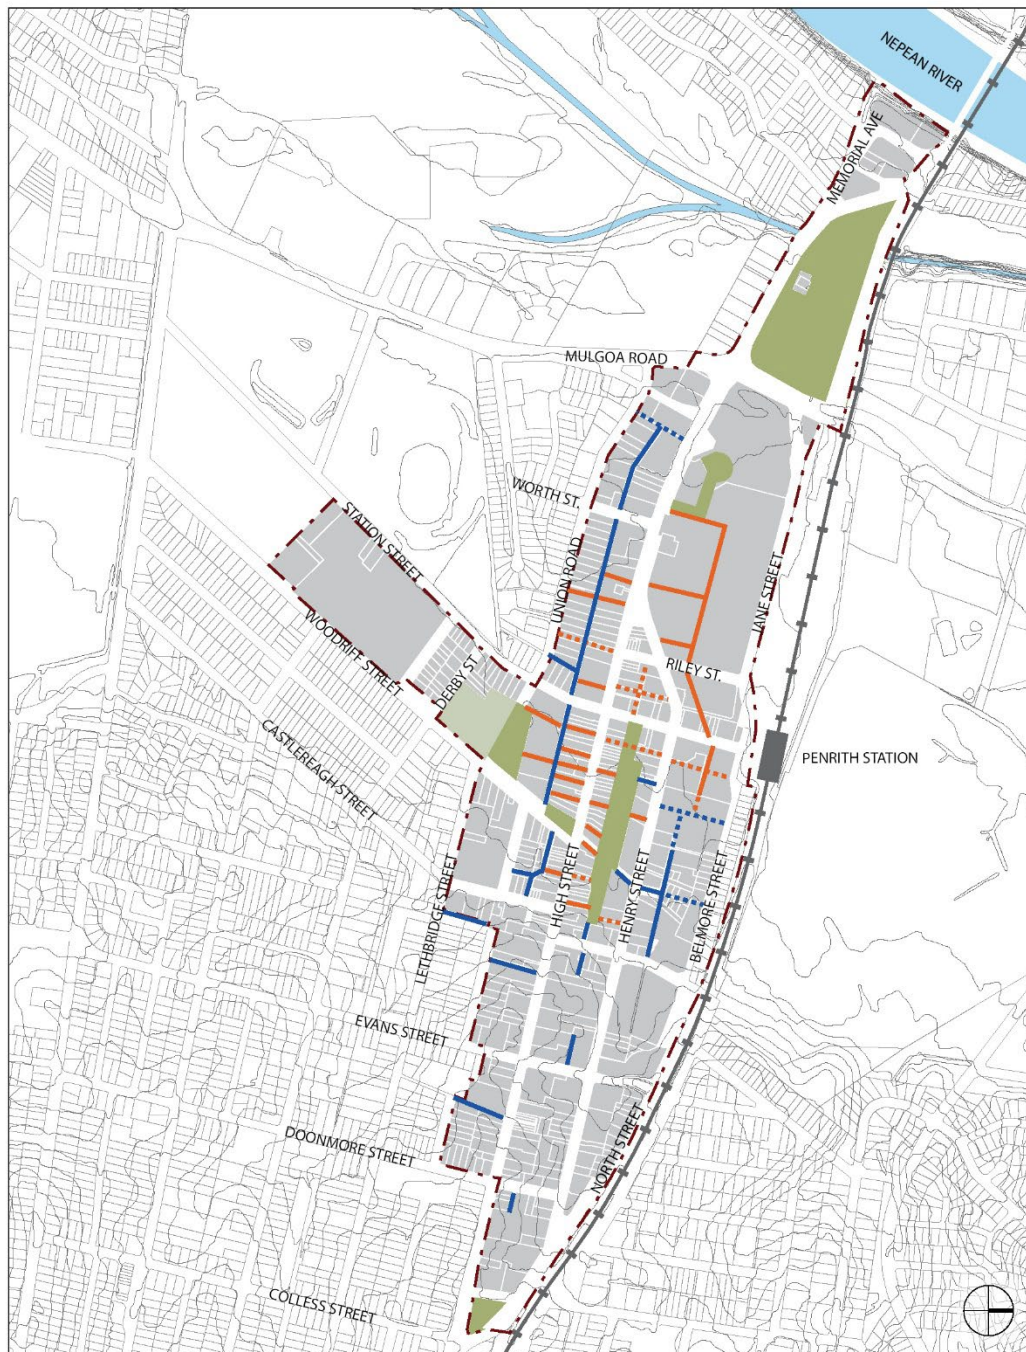 NEPEAN RIVER
MEMORIAL AVE
MULGOA ROAD
WORTH ST.
STATION STREET
UNION ROAD
JANE STREET
WOODRIFF STREET
DERBY ST
RILEY ST.
CASTLEREAGH STREET
PENRITH STATION
LETHBRIDGE STREET
HIGH STREET
HENRY STREET
BELMORE STREET
EVANS STREET
DOONMORE STREET
NORTH STREET
COLLESS STREET